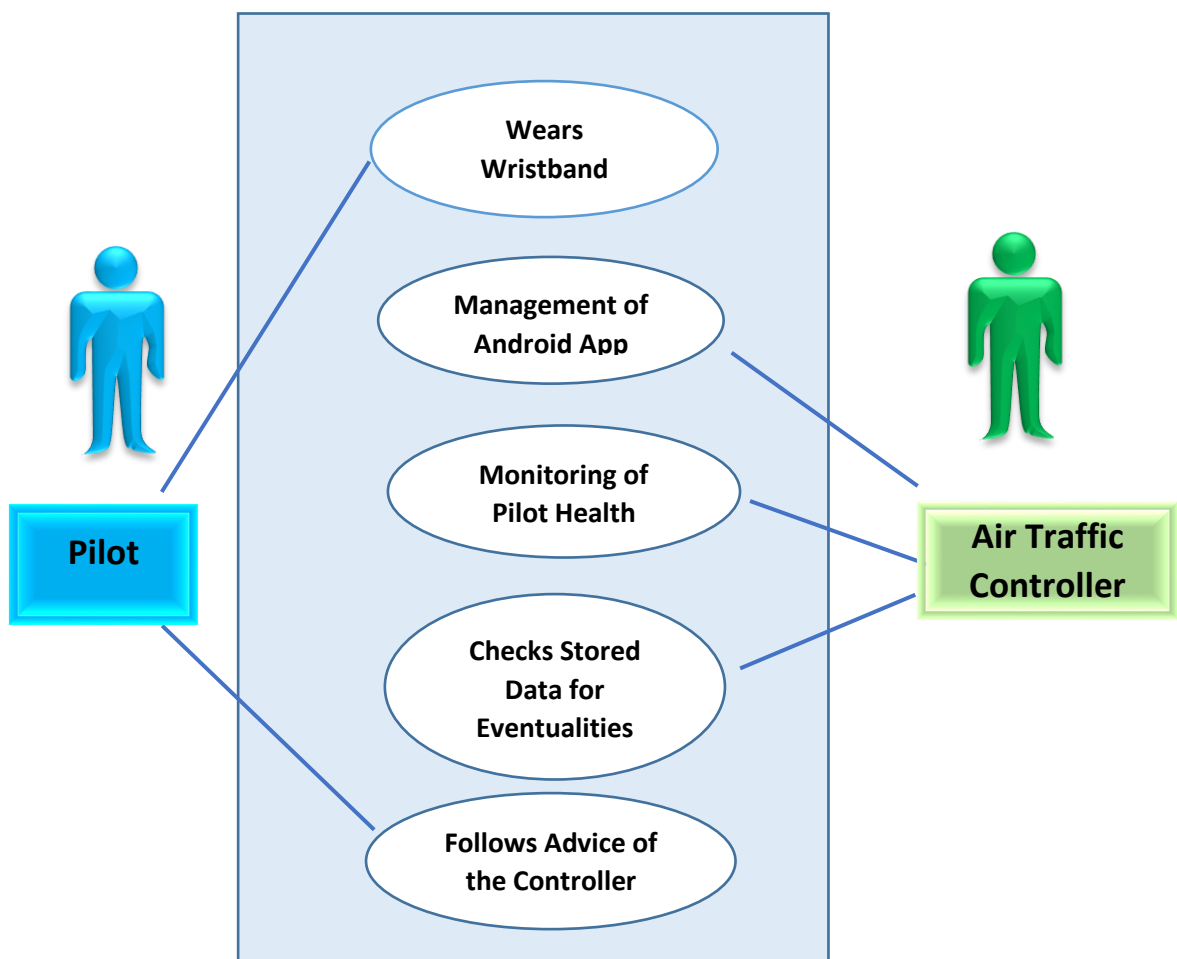 Wears
Wristband
Management of
Android App
Monitoring of
Pilot Health
Pilot
Air Traffic
Controller
Checks Stored
Data for
Eventualities
Follows Advice of
the Controller